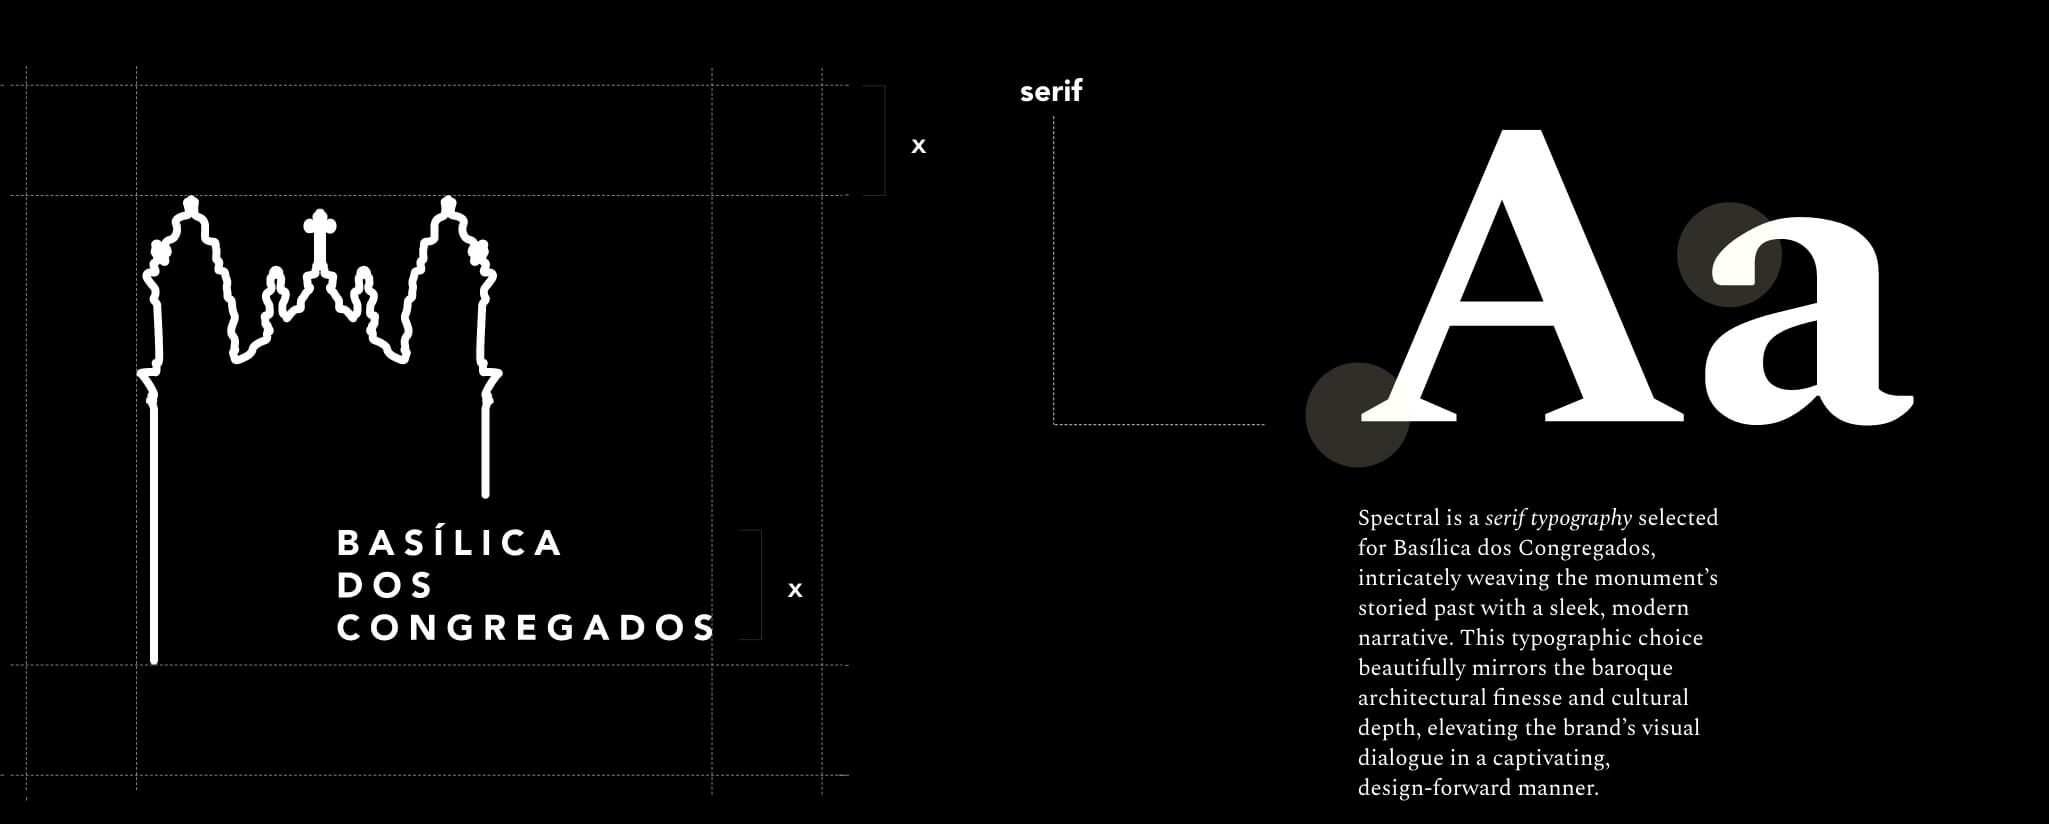 x
BASÍLICA
DOS
CONGREGADOS
x
serif
Aa
Spectral is a serif typography selected
for Basílica dos Congregados,
intricately weaving the monument’s
storied past with a sleek, modern
narrative. This typographic choice
beautifully mirrors the baroque
architectural finesse and cultural
depth, elevating the brand’s visual
dialogue in a captivating,
design-forward manner.